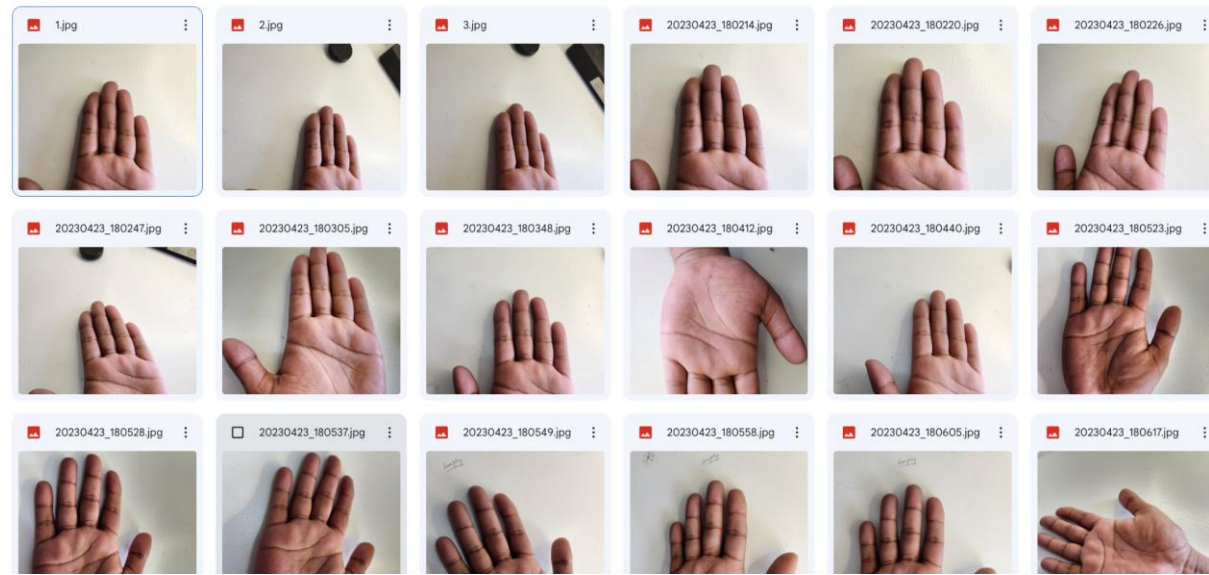 1.jpg
2.jpg
3.jpg
20230423_180214.jpg
20230423_180220.jpg
20230423_180226.jpg
20230423_180247.jpg
20230423_180305.jpg
20230423_180348.jpg
20230423_180412.jpg
20230423_180440.jpg
20230423_180523.jpg
20230423_180528.jpg
20230423_180537.jpg
20230423_180549.jpg
20230423_180558.jpg
20230423_180605.jpg
20230423_180617.jpg